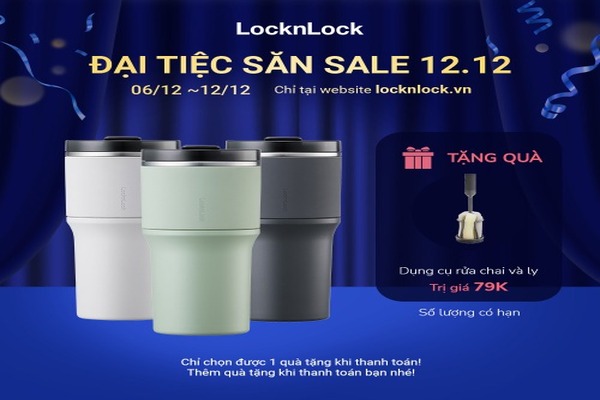 LocknLock
ĐẠI TIỆC SĂN SALE 12.12
06/12 ~12/12 Chỉ tại website locknlock.vn
TẶNG QUÀ
Dụng cụ rửa chai và ly
Trị giá 79K
Số lượng có hạn
Chỉ chọn được 1 quà tặng khi thanh toán!
Thêm quà tặng khi thanh toán bạn nhé!